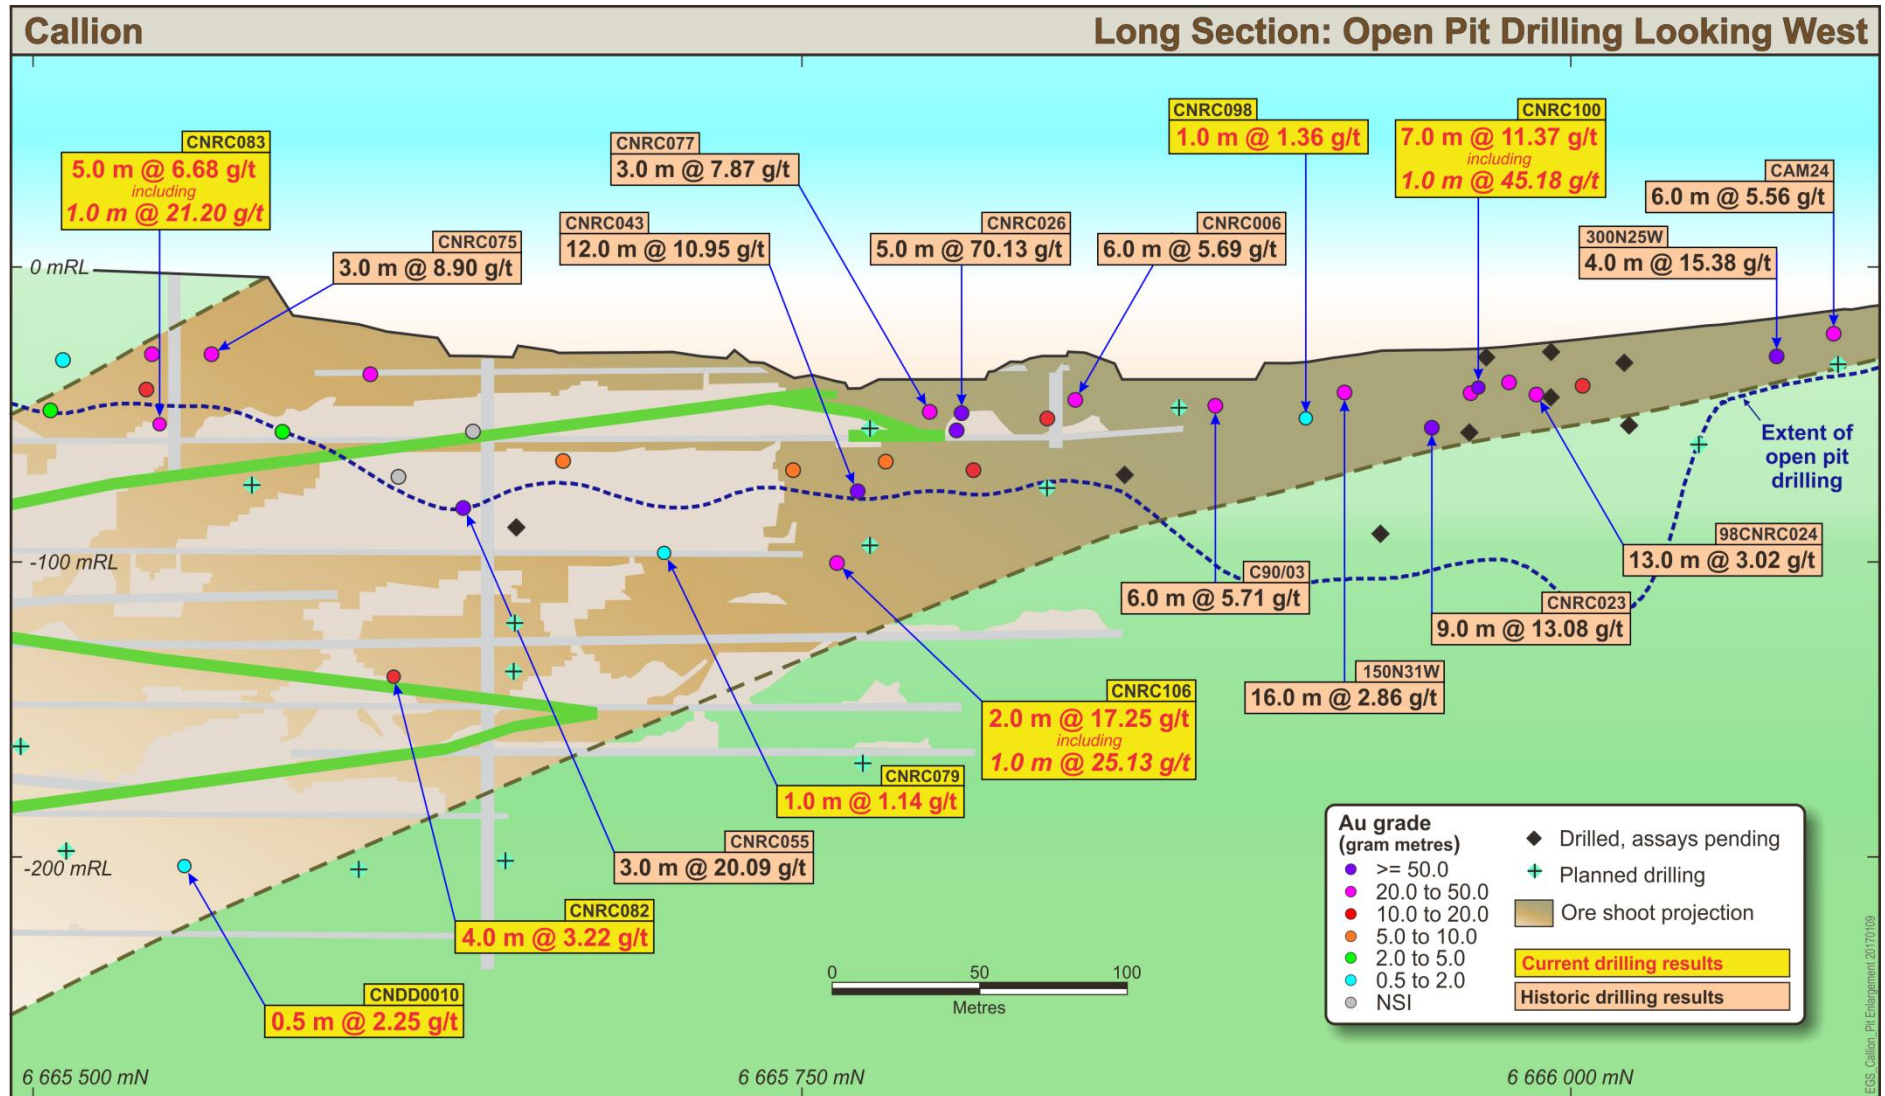 Callion
Long Section: Open Pit Drilling Looking West
CNRC083
5.0 m @ 6.68 g/t
including
1.0 m @ 21.20 g/t
CNRC075
3.0 m @ 8.90 g/t
CNRC077
3.0 m @ 7.87 g/t
CNRC043
12.0 m @ 10.95 g/t
CNRC026
5.0 m @ 70.13 g/t
CNRC006
6.0 m @ 5.69 g/t
CNRC098
1.0 m @ 1.36 g/t
CNRC100
7.0 m @ 11.37 g/t
including
1.0 m @ 45.18 g/t
CAM24
6.0 m @ 5.56 g/t
300N25W
4.0 m @ 15.38 g/t
0 mRL
Extent of
open pit
drilling
-100 mRL
98CNRC024
13.0 m @ 3.02 g/t
C90/03
6.0 m @ 5.71 g/t
CNRC023
9.0 m @ 13.08 g/t
150N31W
16.0 m @ 2.86 g/t
CNRC106
2.0 m @ 17.25 g/t
including
1.0 m @ 25.13 g/t
CNRC079
1.0 m @ 1.14 g/t
CNRC055
3.0 m @ 20.09 g/t
-200 mRL
CNRC082
4.0 m @ 3.22 g/t
CNDD0010
0.5 m @ 2.25 g/t
0 50 100
Metres
Au grade
(gram metres)
>= 50.0
20.0 to 50.0
10.0 to 20.0
5.0 to 10.0
2.0 to 5.0
0.5 to 2.0
NSI
Drilled, assays pending
Planned drilling
Ore shoot projection
Current drilling results
Historic drilling results
6 665 500 mN
6 665 750 mN
6 666 000 mN
EGS_Callion_Pit Enlargement 20170109